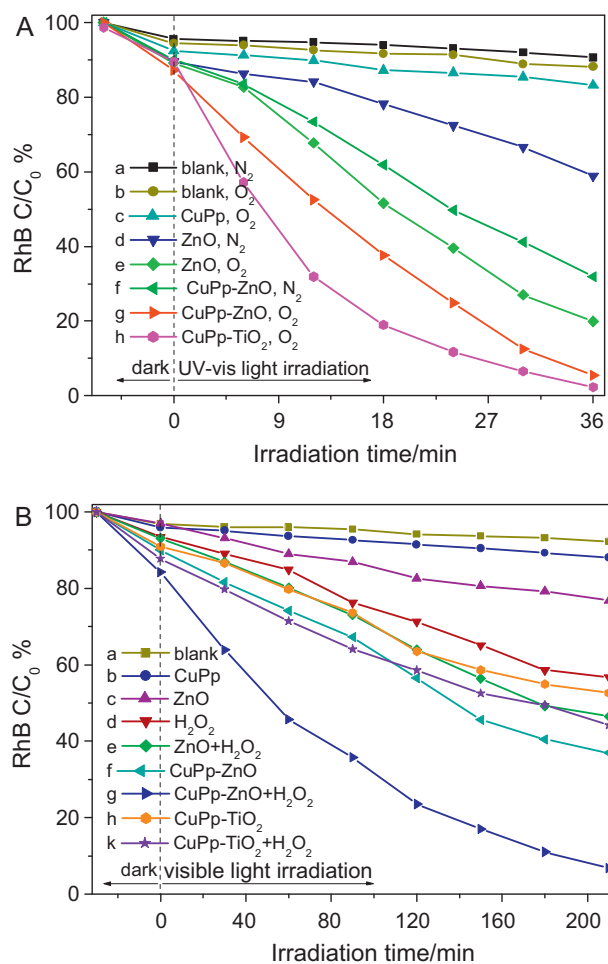 A
100
80
60
40
20
0
RhB C/C₀ %
a blank, N₂
b blank, O₂
c CuPp, O₂
d ZnO, N₂
e ZnO, O₂
f CuPp-ZnO, N₂
g CuPp-ZnO, O₂
h CuPp-TiO₂, O₂
dark UV-vis light irradiation
0 9 18 27 36
Irradiation time/min
B
100
80
60
40
20
0
RhB C/C₀ %
a blank
b CuPp
c ZnO
d H₂O₂
e ZnO+H₂O₂
f CuPp-ZnO
g CuPp-ZnO+H₂O₂
h CuPp-TiO₂
k CuPp-TiO₂+H₂O₂
dark visible light irradiation
0 40 80 120 160 200
Irradiation time/min